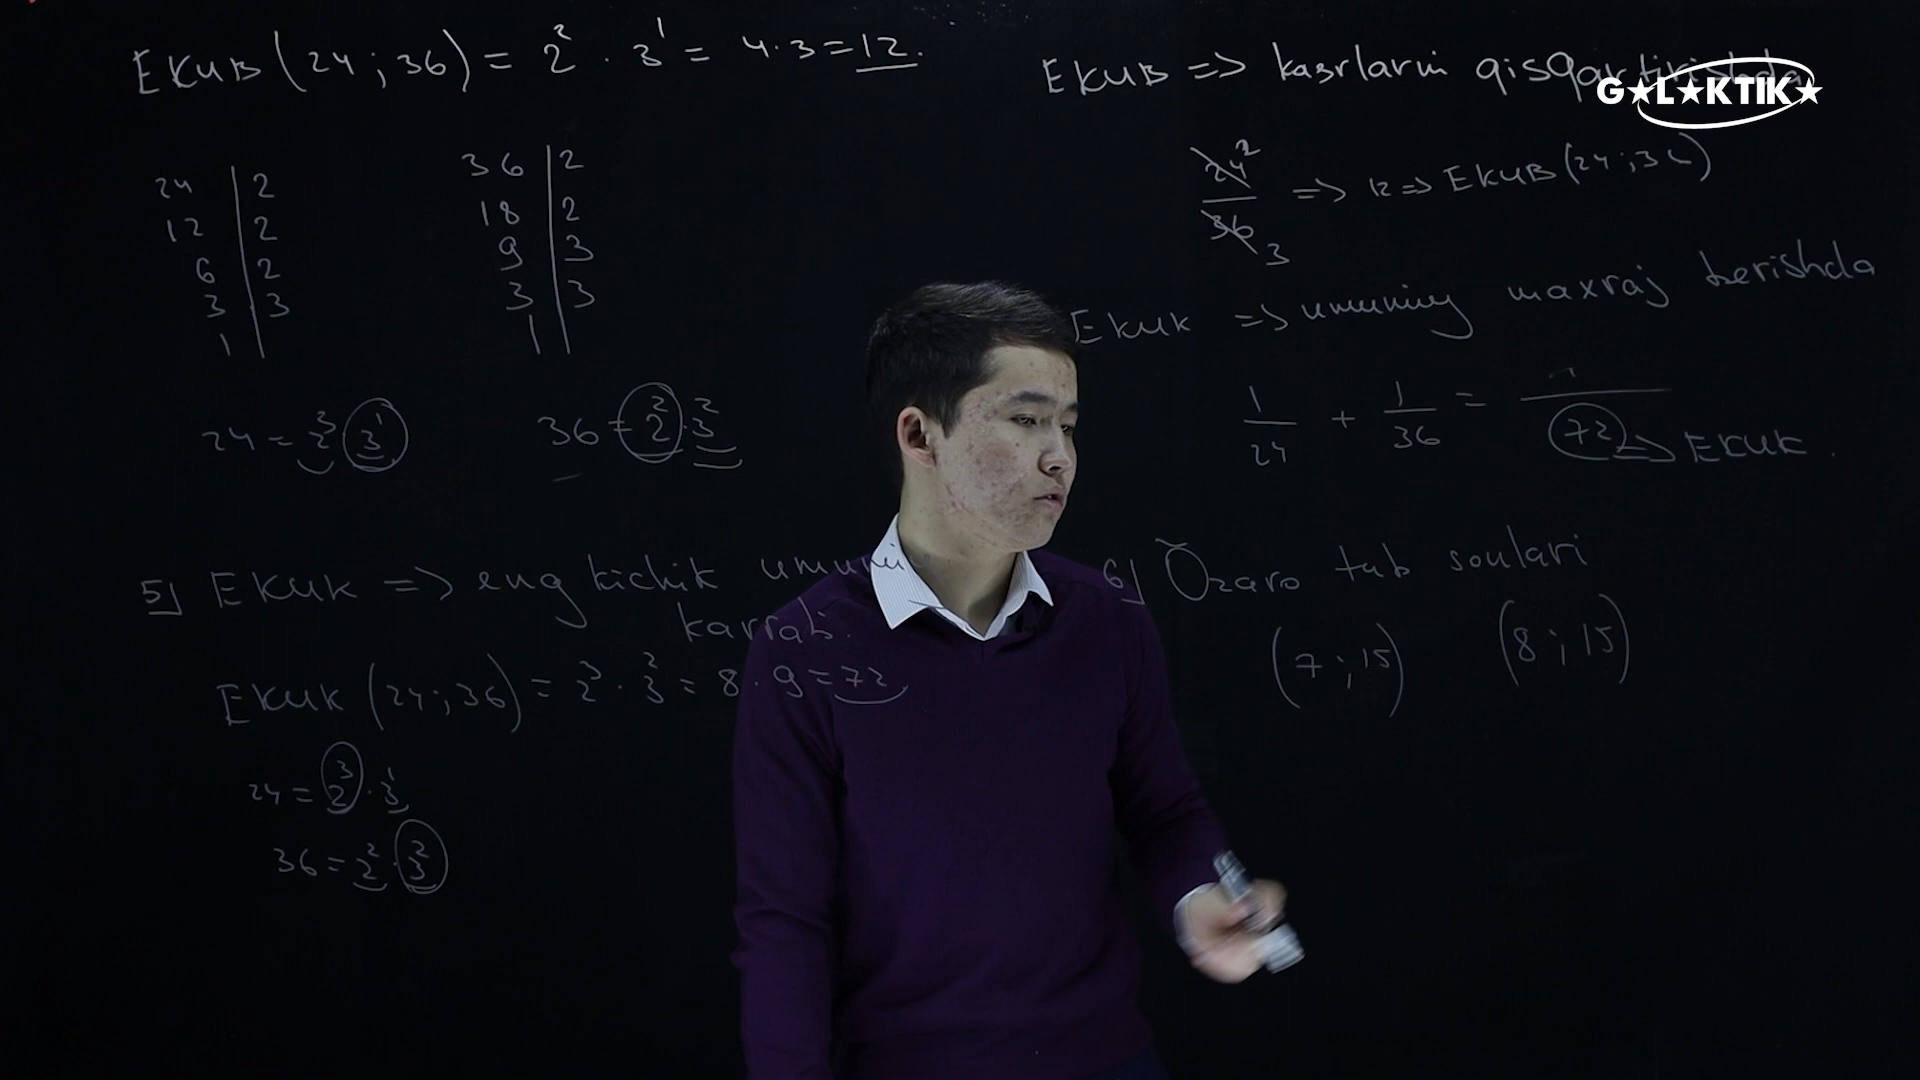 EKUB (24 ; 36) = 2² · 3¹ = 4 · 3 = 12.
24 | 2
12 | 2
6 | 2
3 | 3
1 |
36 | 2
18 | 2
9 | 3
3 | 3
1 |
24 = 2³ 3¹
36 = 2² · 3²
5) EKUK => eng kichik umumiy
karrali.
EKUK (24 ; 36) = 2³ · 3² = 8 · 9 = 72
24 = 2³ · 3¹
36 = 2² · 3²
EKUB => kasrlarni qisqartirishda
GALAKTIKA
24 2
36 3
=> 12 => EKUB (24 ; 36)
EKUK => umumiy maxraj berishda
1/24 + 1/36 = /72 => EKUK.
6) Ŏzaro tub sonlari
(7 ; 15) (8 ; 15)